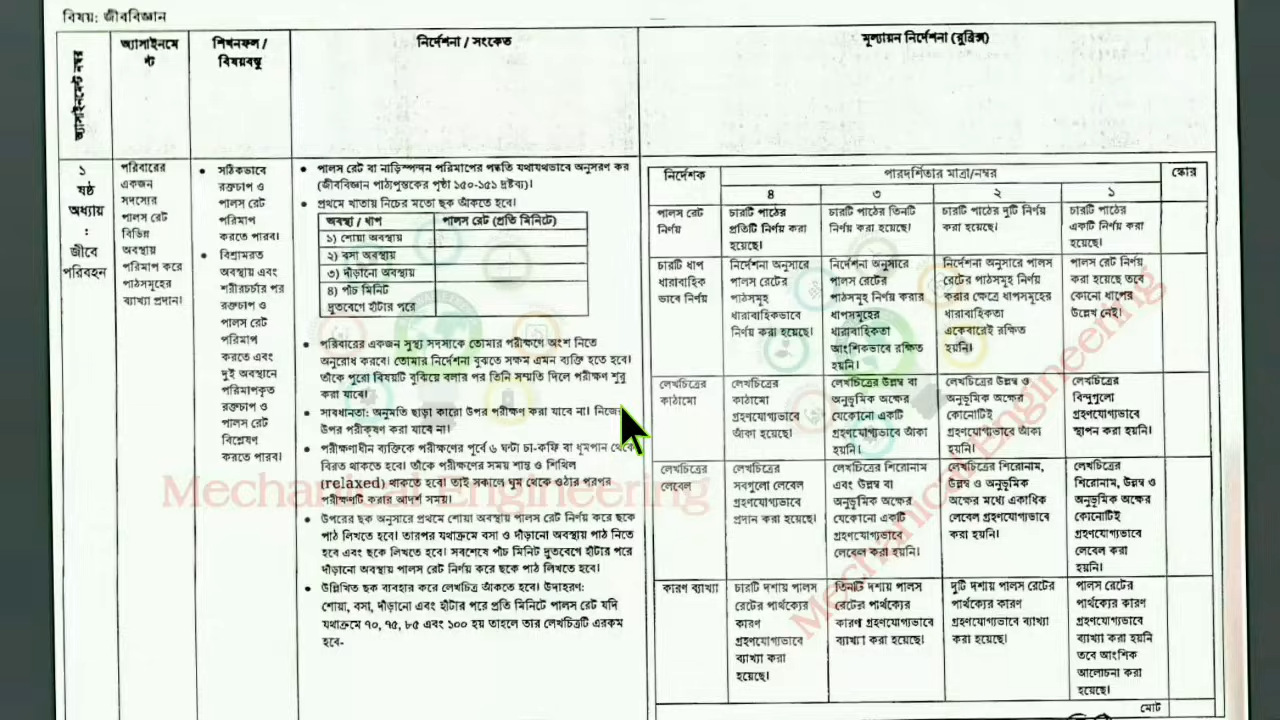 বিষয়: জীববিজ্ঞান
অ্যাসাইনমেন্ট নম্বর
অ্যাসাইনমে
ন্ট
শিখনফল /
বিষয়বস্তু
নির্দেশনা / সংকেত
মূল্যায়ন নির্দেশনা (রুব্রিক্স)
১
ষষ্ঠ
অধ্যায়
:
জীবে
পরিবহন
পরিবারের
একজন
সদস্যের
পালস রেট
বিভিন্ন
অবস্থায়
পরিমাপ করে
পাঠসমূহের
ব্যাখ্যা প্রদান।
• সঠিকভাবে
রক্তচাপ ও
পালস রেট
পরিমাপ
করতে পারব।
• বিশ্রামরত
অবস্থায় এবং
শরীরচর্চার পর
রক্তচাপ ও
পালস রেট
পরিমাপ
করতে এবং
দুই অবস্থানে
পরিমাপকৃত
রক্তচাপ ও
পালস রেট
বিশ্লেষণ
করতে পারব।
• পালস রেট বা নাড়িস্পন্দন পরিমাপের পদ্ধতি যথাযথভাবে অনুসরণ কর
(জীববিজ্ঞান পাঠ্যপুস্তকের পৃষ্ঠা ১৫০-১৫১ দ্রষ্টব্য)।
• প্রথমে খাতায় নিচের মতো ছক আঁকতে হবে।
অবস্থা / ধাপ
পালস রেট (প্রতি মিনিটে)
১) শোয়া অবস্থায়
২) বসা অবস্থায়
৩) দাঁড়ানো অবস্থায়
৪) পাঁচ মিনিট
দ্রুতবেগে হাঁটার পরে
• পরিবারের একজন সুস্থ্য সদস্যকে তোমার পরীক্ষণে অংশ নিতে
অনুরোধ করবে। তোমার নির্দেশনা বুঝতে সক্ষম এমন ব্যক্তি হতে হবে।
তাঁকে পুরো বিষয়টি বুঝিয়ে বলার পর তিনি সম্মতি দিলে পরীক্ষণ শুরু
করা যাবে।
• সাবধানতা: অনুমতি ছাড়া কারো উপর পরীক্ষণ করা যাবে না। নিজের
উপর পরীক্ষণ করা যাবে না।
• পরীক্ষণাধীন ব্যক্তিকে পরীক্ষণের পূর্বে ৬ ঘন্টা চা-কফি বা ধূমপান থেকে
বিরত থাকতে হবে। তাঁকে পরীক্ষণের সময় শান্ত ও শিথিল
(relaxed) থাকতে হবে। তাই সকালে ঘুম থেকে ওঠার পরপর
পরীক্ষণটি করার আদর্শ সময়।
• উপরের ছক অনুসারে প্রথমে শোয়া অবস্থায় পালস রেট নির্ণয় করে ছকে
পাঠ লিখতে হবে। তারপর যথাক্রমে বসা ও দাঁড়ানো অবস্থায় পাঠ নিতে
হবে এবং ছকে লিখতে হবে। সবশেষে পাঁচ মিনিট দ্রুতবেগে হাঁটার পরে
দাঁড়ানো অবস্থায় পালস রেট নির্ণয় করে ছকে পাঠ লিখতে হবে।
• উল্লিখিত ছক ব্যবহার করে লেখচিত্র আঁকতে হবে। উদাহরণ:
শোয়া, বসা, দাঁড়ানো এবং হাঁটার পরে প্রতি মিনিটে পালস রেট যদি
যথাক্রমে ৭০, ৭৫, ৮৫ এবং ১০০ হয় তাহলে তার লেখচিত্রটি এরকম
হবে-
নির্দেশক
পারদর্শিতার মাত্রা/নম্বর
স্কোর
৪
৩
২
১
পালস রেট
নির্ণয়
চারটি পাঠের
প্রতিটি নির্ণয় করা
হয়েছে।
চারটি পাঠের তিনটি
নির্ণয় করা হয়েছে।
চারটি পাঠের দুটি নির্ণয়
করা হয়েছে।
চারটি পাঠের
একটি নির্ণয় করা
হয়েছে।
চারটি ধাপ
ধারাবাহিক
ভাবে নির্ণয়
নির্দেশনা অনুসারে
পালস রেটের
পাঠসমূহ
ধারাবাহিকভাবে
নির্ণয় করা হয়েছে।
নির্দেশনা অনুসারে
পালস রেটের
পাঠসমূহ নির্ণয় করার
ধাপসমূহের
ধারাবাহিকতা
আংশিকভাবে রক্ষিত
হয়নি।
নির্দেশনা অনুসারে পালস
রেটের পাঠসমূহ নির্ণয়
করার ক্ষেত্রে ধাপসমূহের
ধারাবাহিকতা
একেবারেই রক্ষিত
হয়নি।
পালস রেট নির্ণয়
করা হয়েছে তবে
কোনো ধাপের
উল্লেখ নেই।
লেখচিত্রের
কাঠামো
লেখচিত্রের
কাঠামো
গ্রহণযোগ্যভাবে
আঁকা হয়েছে।
লেখচিত্রের উল্লম্ব বা
অনুভূমিক অক্ষের
যেকোনো একটি
গ্রহণযোগ্যভাবে আঁকা
হয়নি।
লেখচিত্রের উল্লম্ব ও
অনুভূমিক অক্ষের
কোনোটিই
গ্রহণযোগ্যভাবে আঁকা
হয়নি।
লেখচিত্রের
বিন্দুগুলো
গ্রহণযোগ্যভাবে
স্থাপন করা হয়নি।
লেখচিত্রের
লেবেল
লেখচিত্রের
সবগুলো লেবেল
গ্রহণযোগ্যভাবে
প্রদান করা হয়েছে।
লেখচিত্রের শিরোনাম
এবং উল্লম্ব বা
অনুভূমিক অক্ষের
যেকোনো একটি
গ্রহণযোগ্যভাবে
লেবেল করা হয়নি।
লেখচিত্রের শিরোনাম,
উল্লম্ব ও অনুভূমিক
অক্ষের মধ্যে একাধিক
লেবেল গ্রহণযোগ্যভাবে
করা হয়নি।
লেখচিত্রের
শিরোনাম, উল্লম্ব ও
অনুভূমিক অক্ষের
কোনোটিই
গ্রহণযোগ্যভাবে
লেবেল করা
হয়নি।
কারণ ব্যাখ্যা
চারটি দশায় পালস
রেটের পার্থক্যের
কারণ
গ্রহণযোগ্যভাবে
ব্যাখ্যা করা
হয়েছে।
তিনটি দশায় পালস
রেটের পার্থক্যের
কারণ গ্রহণযোগ্যভাবে
ব্যাখ্যা করা হয়েছে।
দুটি দশায় পালস রেটের
পার্থক্যের কারণ
গ্রহণযোগ্যভাবে ব্যাখ্যা
করা হয়েছে।
পালস রেটের
পার্থক্যের কারণ
গ্রহণযোগ্যভাবে
ব্যাখ্যা করা হয়নি
তবে আংশিক
আলোচনা করা
হয়েছে।
মোট
Mechanical Engineering
Mechanical Engineering